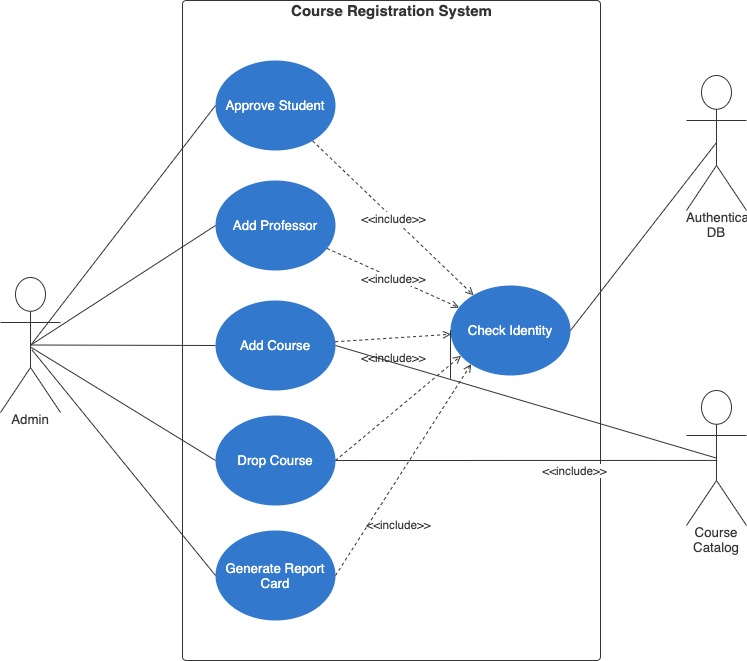 Course Registration System
Approve Student
<<include>>
Add Professor
<<include>>
Authentica
DB
Check Identity
Add Course
<<include>>
Admin
Drop Course
<<include>>
<<include>>
Course
Catalog
Generate Report
Card